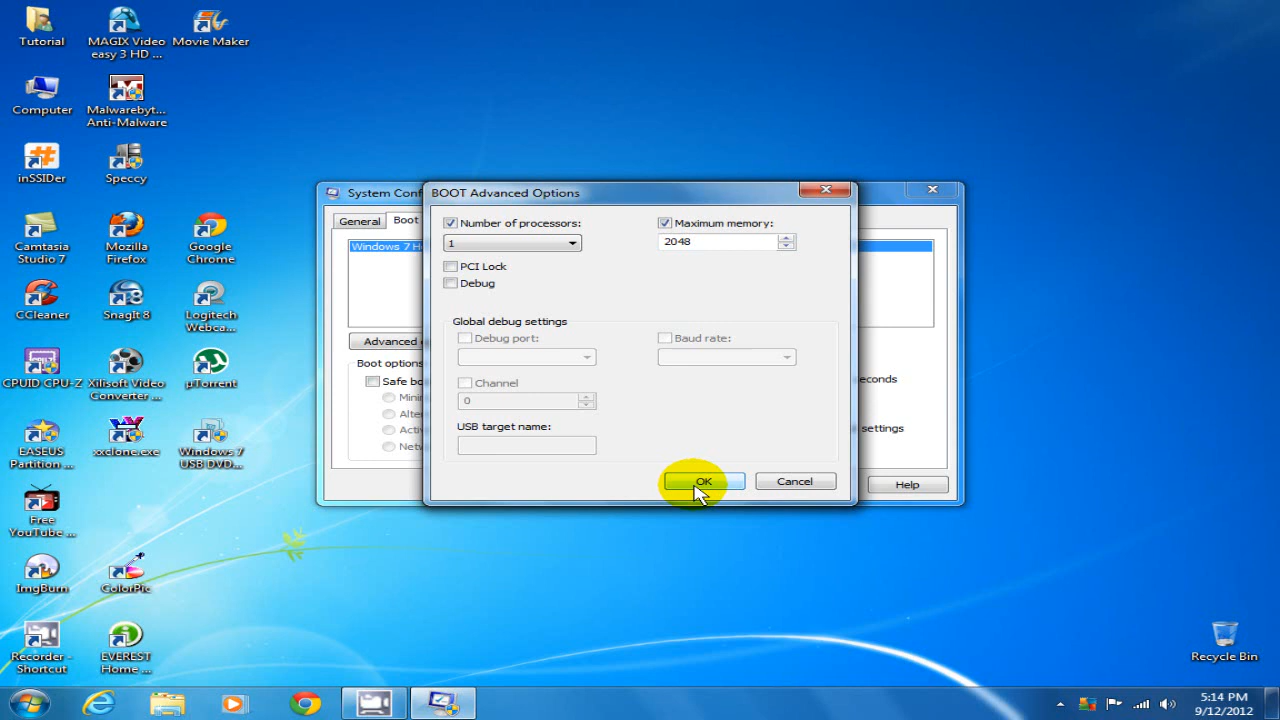 Tutorial
MAGIX Video
easy 3 HD ...
Movie Maker
Computer
Malwarebyt...
Anti-Malware
inSSIDer
Speccy
Camtasia
Studio 7
Mozilla
Firefox
Google
Chrome
CCleaner
SnagIt 8
Logitech
Webca...
CPUID CPU-Z
Xilisoft Video
Converter ...
µTorrent
EASEUS
Partition ...
xxclone.exe
Windows 7
USB DVD...
Free
YouTube ...
ImgBurn
ColorPic
Recorder -
Shortcut
EVEREST
Home ...
System Conf
General
Boot
Windows 7 H
Advanced
Boot options
Safe bo
Mini
Alte
Acti
Netw
econds
settings
Help
BOOT Advanced Options
Number of processors:
1
Maximum memory:
2048
PCI Lock
Debug
Global debug settings
Debug port:
Baud rate:
Channel
0
USB target name:
OK
Cancel
Recycle Bin
5:14 PM
9/12/2012